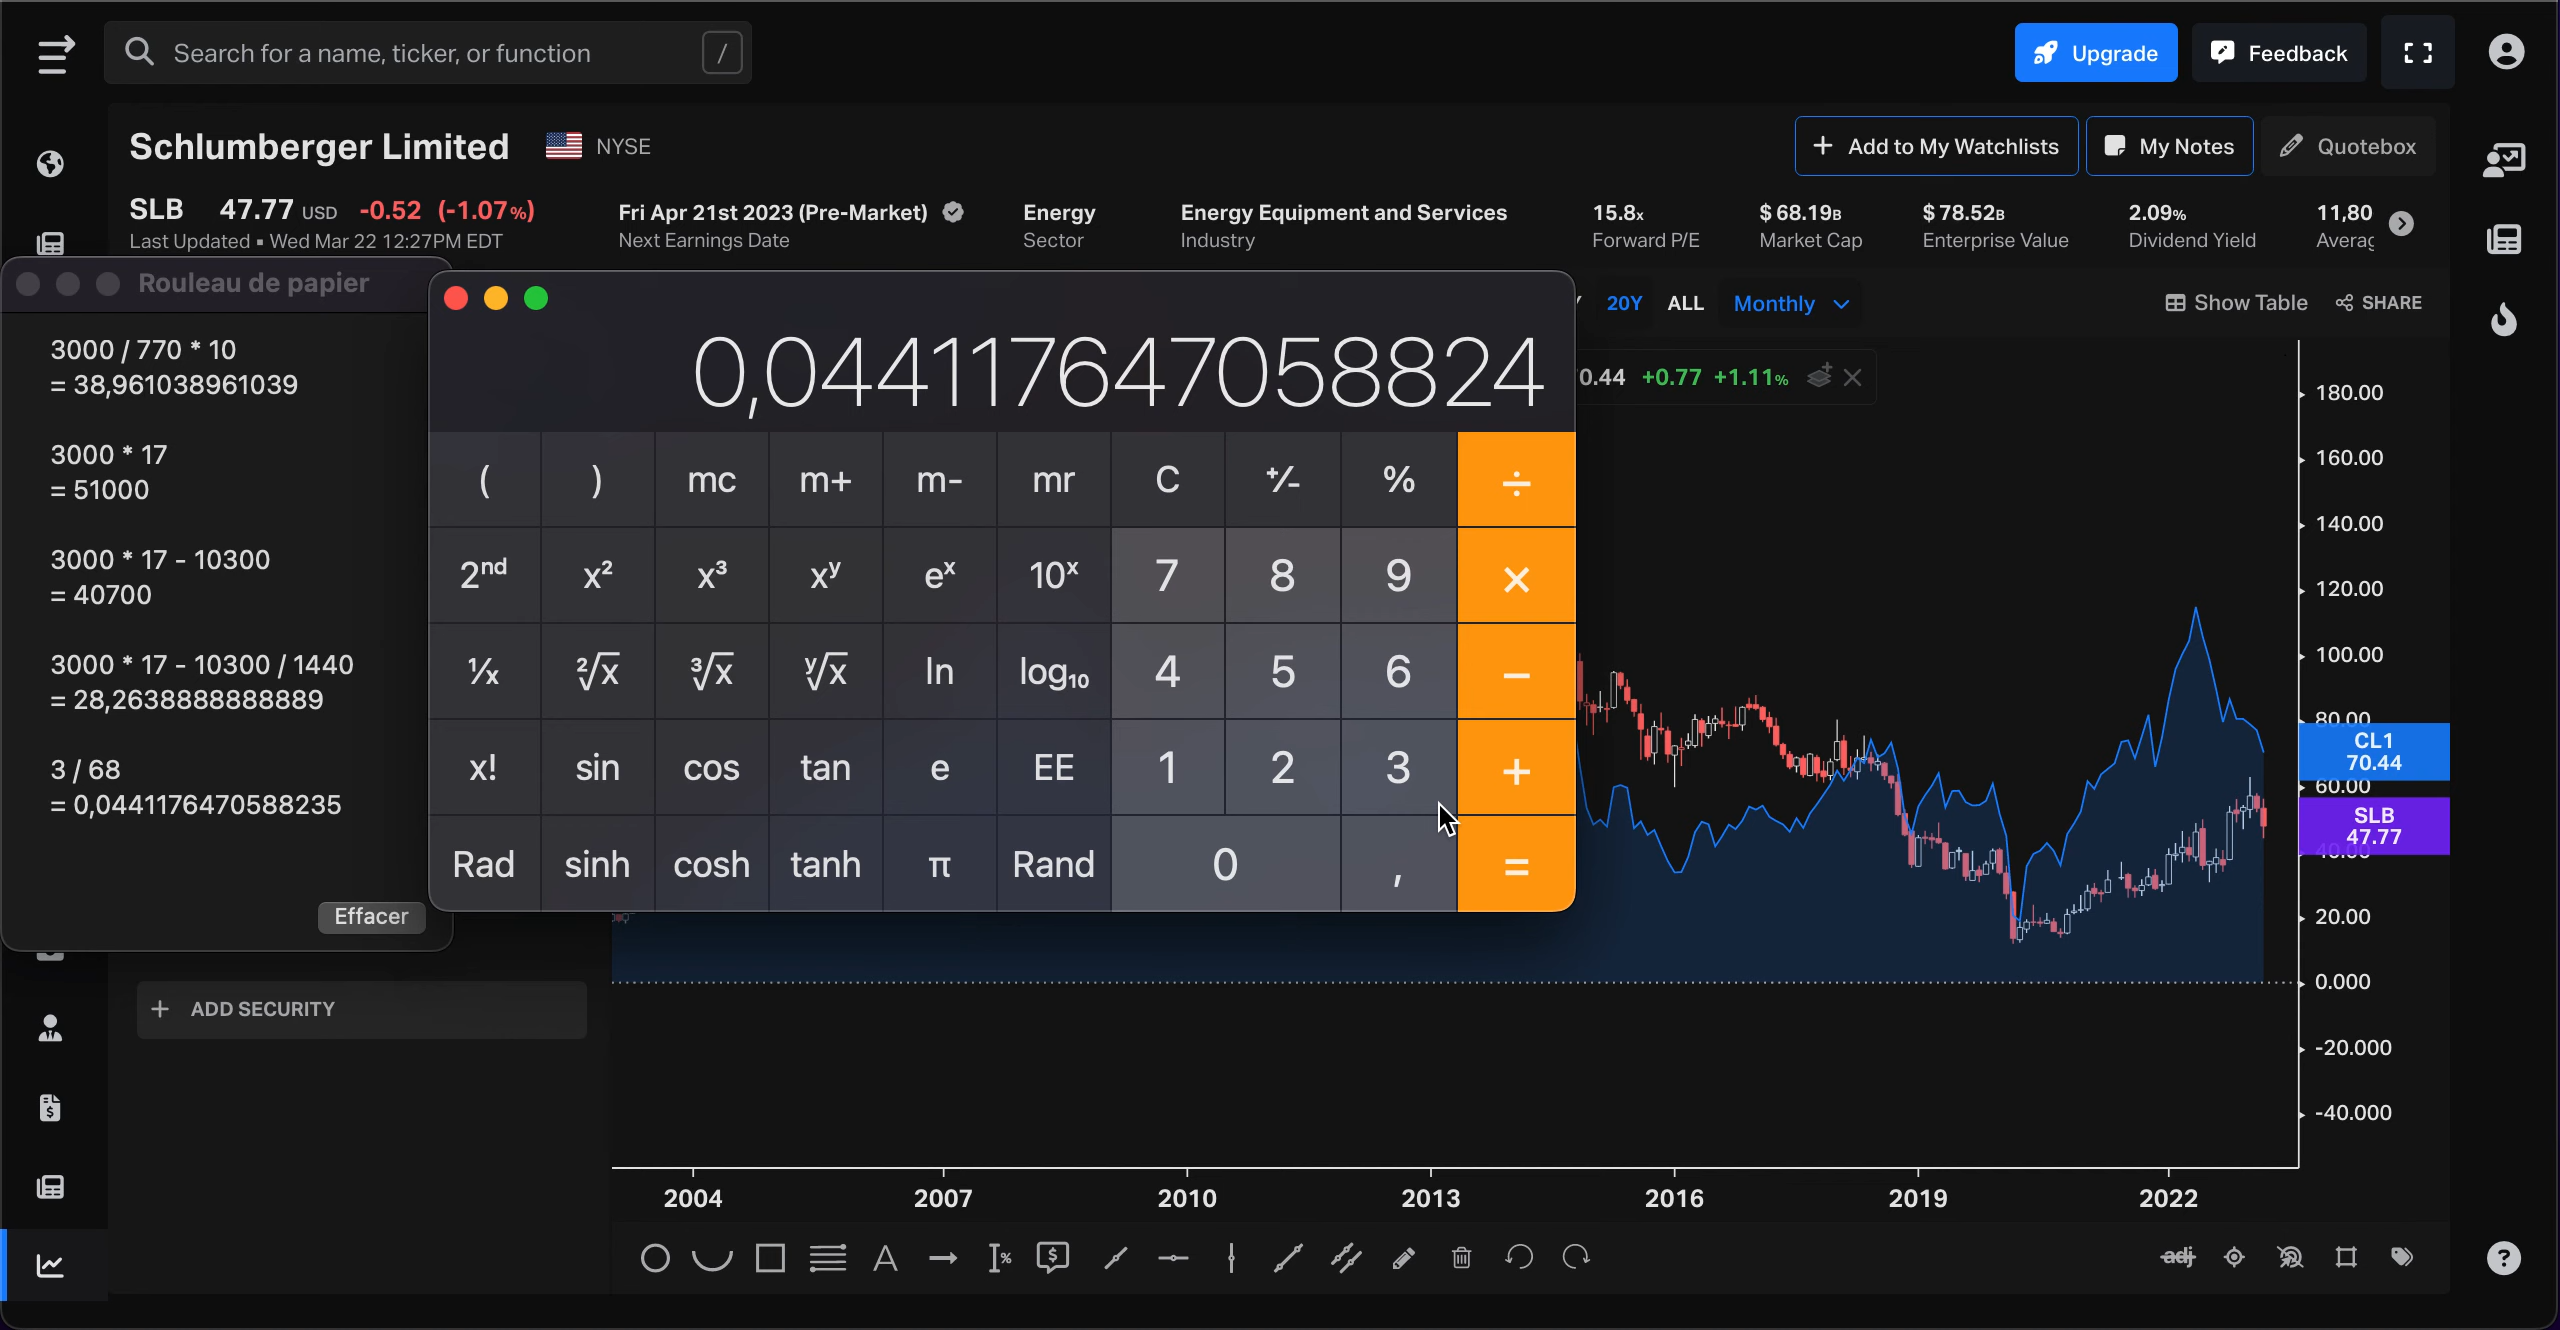 Search for a name, ticker, or function /
Upgrade
Feedback
Schlumberger Limited NYSE
Add to My Watchlists
My Notes
Quotebox
SLB 47.77 USD -0.52 (-1.07%)
Last Updated ▪ Wed Mar 22 12:27PM EDT
Fri Apr 21st 2023 (Pre-Market)
Next Earnings Date
Energy
Sector
Energy Equipment and Services
Industry
15.8x
Forward P/E
$68.19B
Market Cap
$78.52B
Enterprise Value
2.09%
Dividend Yield
11,80
Averag
20Y ALL Monthly
Show Table
SHARE
0.44 +0.77 +1.11%
Rouleau de papier
3000 / 770 * 10
= 38,961038961039
3000 * 17
= 51000
3000 * 17 - 10300
= 40700
3000 * 17 - 10300 / 1440
= 28,2638888888889
3 / 68
= 0,0441176470588235
Effacer
0,044117647058824
( ) mc m+ m- mr C ⁺⁄₋ % ÷
2ⁿᵈ x² x³ xʸ eˣ 10ˣ 7 8 9 ×
¹⁄ₓ ²√x ³√x ʸ√x ln log₁₀ 4 5 6 −
x! sin cos tan e EE 1 2 3 +
Rad sinh cosh tanh π Rand 0 , =
180.00
160.00
140.00
120.00
100.00
80.00
CL1
70.44
60.00
SLB
47.77
40.00
20.00
0.000
-20.000
-40.000
+ ADD SECURITY
2004 2007 2010 2013 2016 2019 2022
A
%
$
adj
?